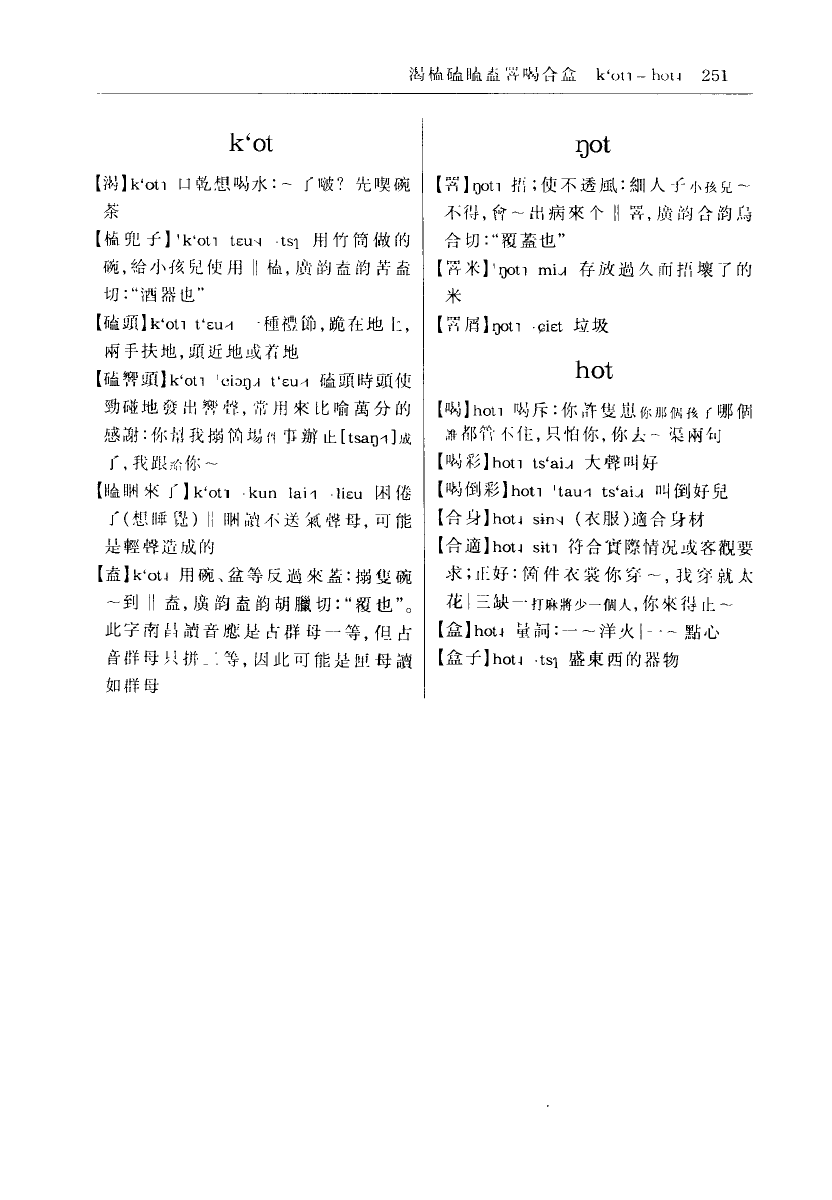 渴榼磕瞌盍罯喝合盒 k‘ot˥ – hot˨ 251
k‘ot
【渴】k‘ot˥ 口乾想喝水：～了啵？先喫碗
茶
【榼兜子】'k‘ot˥ tɛu ·tsɿ 用竹筒做的
碗，給小孩兒使用‖榼，廣韵盍韵苦盍
切：“酒器也”
【磕頭】k‘ot˥ t‘ɛu 一種禮節，跪在地上，
兩手扶地，頭近地或着地
【磕響頭】k‘ot˥ 'ɕiɔŋ t‘ɛu 磕頭時頭使
勁碰地發出響聲，常用來比喻萬分的
感謝：你幫我搦箇場件事辦正[tsaŋ]成
了，我跟給你～
【瞌睏來了】k‘ot˥ ·kun lai ·liɛu 困倦
了(想睡覺)‖睏讀不送氣聲母，可能
是輕聲造成的
【盍】k‘ot˨ 用碗、盆等反過來蓋：搦隻碗
～到‖盍，廣韵盍韵胡臘切：“覆也”。
此字南昌讀音應是古群母一等，但古
音群母只拼三等，因此可能是匣母讀
如群母
ŋot
【罯】ŋot˥ 捂；使不透風：細人子小孩兒～
不得，會～出病來个‖罯，廣韵合韵烏
合切：“覆蓋也”
【罯米】'ŋot˥ mi 存放過久而捂壞了的
米
【罯屑】ŋot˥ ·ɕiɛt 垃圾
hot
【喝】hot˥ 喝斥：你許隻崽你那個孩子哪個
誰都管不住，只怕你，你去～渠兩句
【喝彩】hot˥ ts‘ai 大聲叫好
【喝倒彩】hot˥ 'tau ts‘ai 叫倒好兒
【合身】hot˨ sin (衣服)適合身材
【合適】hot˨ sit˥ 符合實際情况或客觀要
求；正好：箇件衣裳你穿～，我穿就太
花｜三缺一打麻將少一個人，你來得正～
【盒】hot˨ 量詞：一～洋火｜一～點心
【盒子】hot˨ ·tsɿ 盛東西的器物